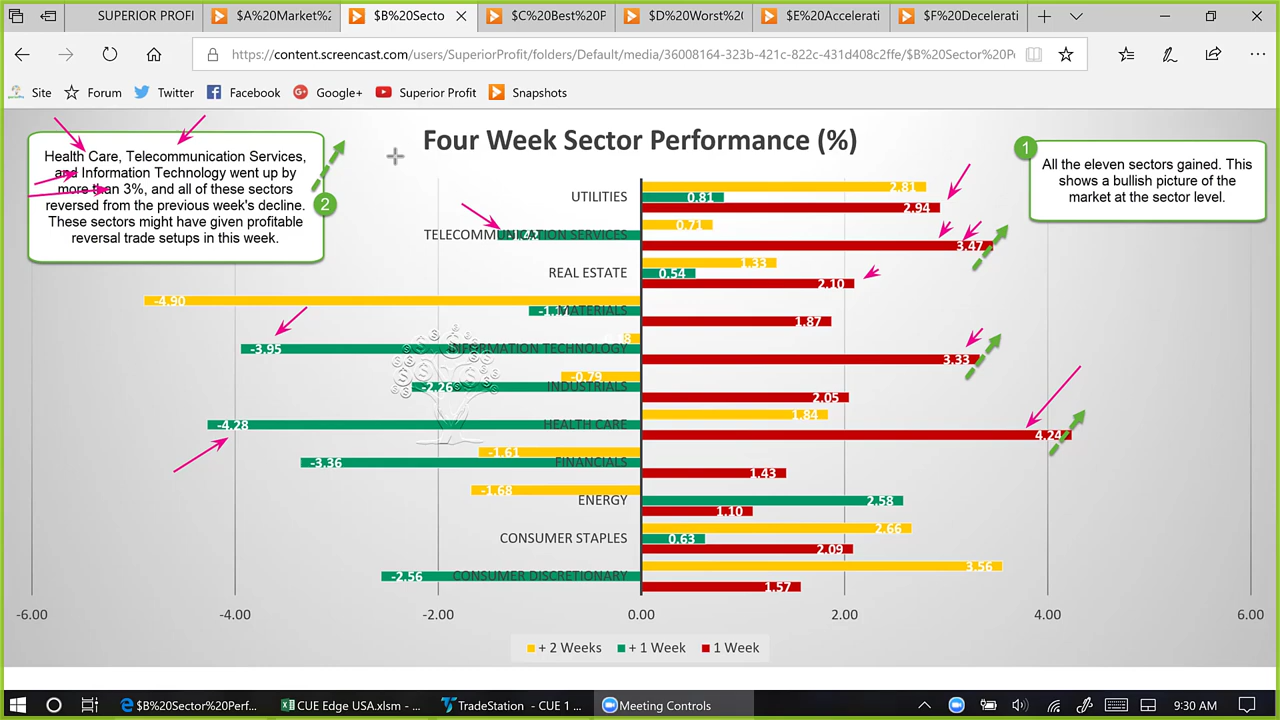 SUPERIOR PROFI
$A%20Market%2
$B%20Secto
$C%20Best%20P
$D%20Worst%20
$E%20Accelerati
$F%20Decelerati
https://content.screencast.com/users/SuperiorProfit/folders/Default/media/36008164-323b-421c-822c-431d408c2ffe/$B%20Sector%20P
Site Forum Twitter Facebook Google+ Superior Profit Snapshots
Four Week Sector Performance (%)
Health Care, Telecommunication Services,
and Information Technology went up by
more than 3%, and all of these sectors
reversed from the previous week's decline.
These sectors might have given profitable
reversal trade setups in this week.
2
1
All the eleven sectors gained. This
shows a bullish picture of the
market at the sector level.
UTILITIES 2.81 0.81 2.94
TELECOMMUNICATION SERVICES 0.71 3.47
REAL ESTATE 1.33 0.54 2.10
MATERIALS -4.90 1.87
INFORMATION TECHNOLOGY -3.95 3.33
INDUSTRIALS -0.79 -2.26 2.05
HEALTH CARE 1.84 -4.28 4.24
FINANCIALS -1.61 -3.36 1.43
ENERGY -1.68 2.58 1.10
CONSUMER STAPLES 2.66 0.63 2.09
CONSUMER DISCRETIONARY 3.56 -2.56 1.57
-6.00 -4.00 -2.00 0.00 2.00 4.00 6.00
+ 2 Weeks + 1 Week 1 Week
$B%20Sector%20Perf...
CUE Edge USA.xlsm - ...
TradeStation - CUE 1 ...
Meeting Controls
9:30 AM